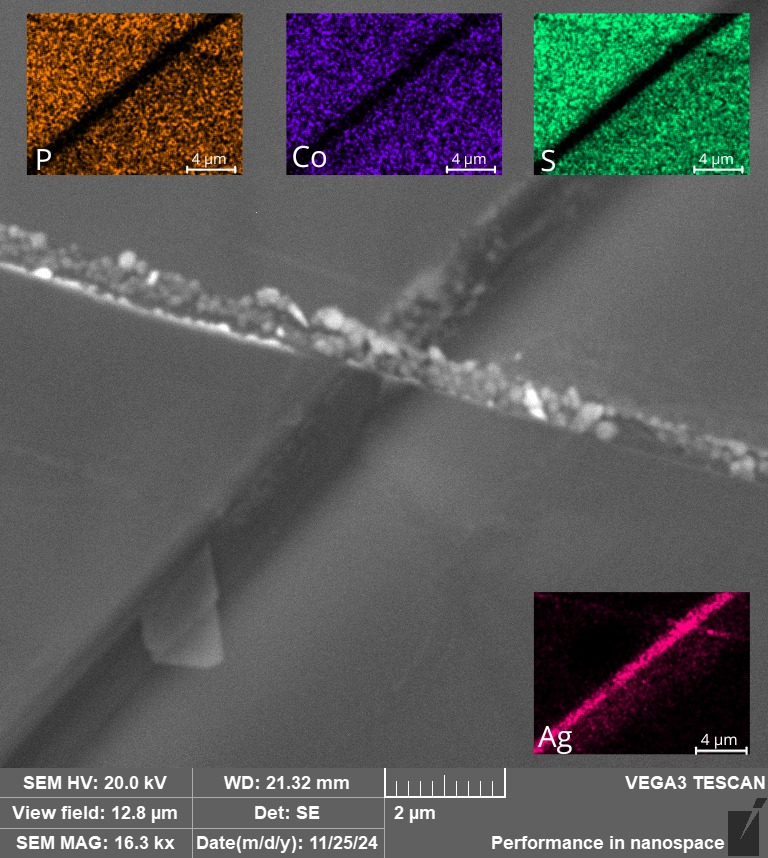 P 4 µm
Co 4 µm
S 4 µm
Ag 4 µm
SEM HV: 20.0 kV WD: 21.32 mm VEGA3 TESCAN
View field: 12.8 µm Det: SE 2 µm
SEM MAG: 16.3 kx Date(m/d/y): 11/25/24 Performance in nanospace